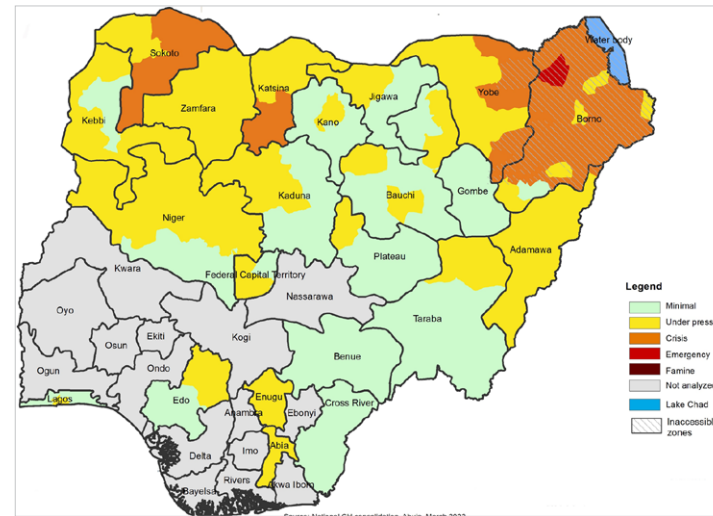 Water body
Sokoto
Katsina
Yobe
Jigawa
Zamfara
Borno
Kebbi
Kano
Kaduna
Bauchi
Gombe
Niger
Adamawa
Plateau
Federal Capital Territory
Kwara
Nassarawa
Taraba
Oyo
Kogi
Osun
Ekiti
Benue
Ogun
Ondo
Lagos
Edo
Enugu
Anambra
Ebonyi
Cross River
Delta
Imo
Abia
Bayelsa
Rivers
Akwa Ibom
Legend
Minimal
Under press
Crisis
Emergency
Famine
Not analyzed
Lake Chad
Inaccessibl
zones